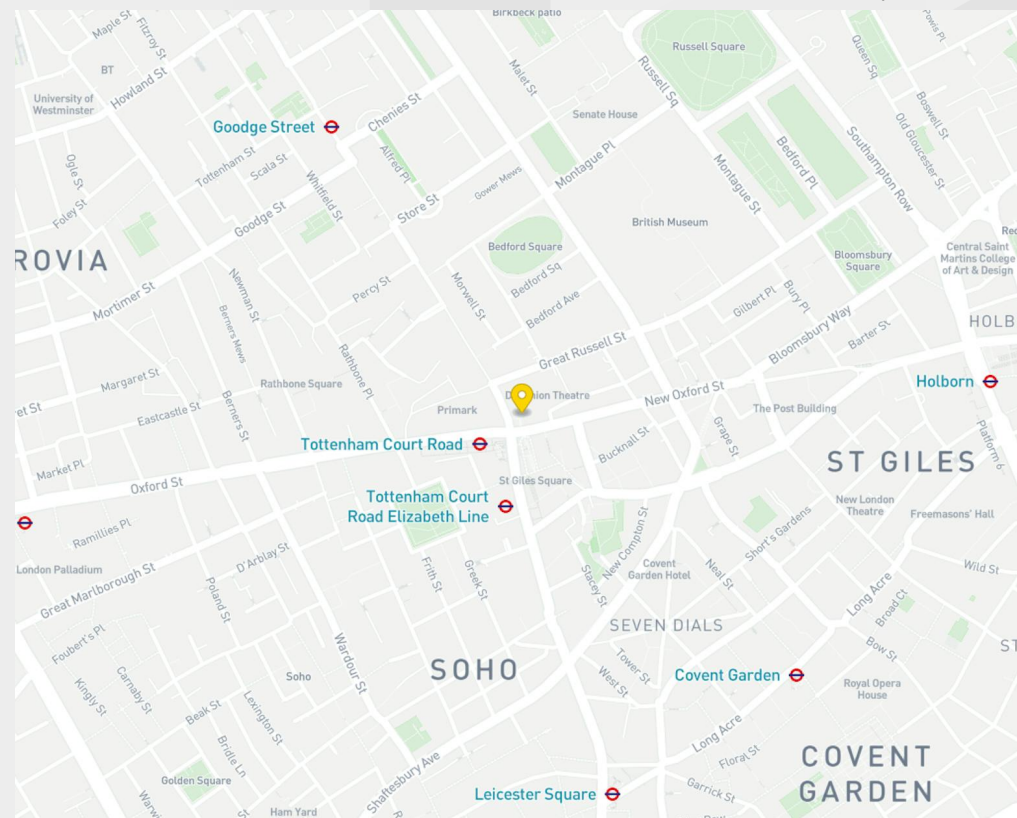 Birkbeck patio
Maple St
Fitzroy St
BT
Howland St
University of
Westminster
Malet St
Russell Square
Russell Sq
Queen Sq
Powis Pl
Boswell St
Old Gloucester St
Goodge Street
Chenies St
Senate House
Alfred Pl
Montague Pl
Bedford Pl
Southampton Row
Tottenham St
Scala St
Ogle St
Foley St
Whitfield St
Goodge St
Store St
Gower Mews
Montague St
British Museum
Bedford Square
Bedford Sq
Bedford Ave
Bloomsbury
Square
Central Saint
Martins College
of Art & Design
ROVIA
Mortimer St
Newman St
Berners Mews
Percy St
Morwell St
Gilbert Pl
Bury Pl
Bloomsbury Way
Barter St
HOLB
Great Russell St
Rathbone Pl
Margaret St
Rathbone Square
Berners St
Eastcastle St
Primark
New Oxford St
Holborn
The Post Building
Grape St
Platform 6
Tottenham Court Road
Bucknall St
ST GILES
Market Pl
Oxford St
St Giles Square
Tottenham Court
Road Elizabeth Line
New London
Theatre
Freemasons' Hall
Ramillies Pl
London Palladium
D'Arblay St
Great Marlborough St
Poland St
Frith St
Greek St
New Compton St
Stacey St
Covent
Garden Hotel
Neal St
Short's Gardens
Long Acre
Broad Ct
Wild St
SEVEN DIALS
Bow St
Foubert's Pl
Kingly St
Carnaby St
Wardour St
Soho
SOHO
Tower St
West St
Covent Garden
Royal Opera
House
Beak St
Lexington St
Bridle Ln
Golden Square
Shaftesbury Ave
Long Acre
Floral St
COVENT
GARDEN
Leicester Square
Garrick St
Ham Yard